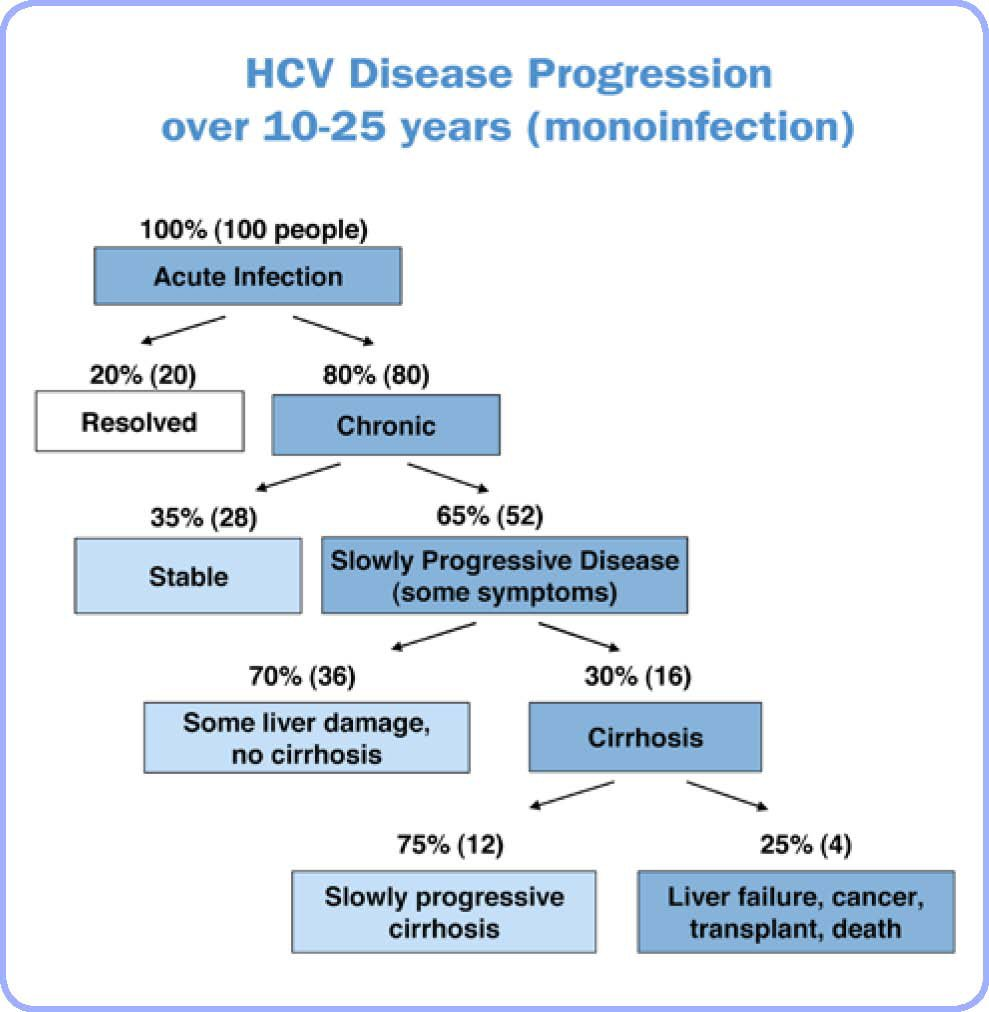 HCV Disease Progression
over 10-25 years (monoinfection)
100% (100 people)
Acute Infection
20% (20)
80% (80)
Resolved
Chronic
35% (28)
65% (52)
Stable
Slowly Progressive Disease
(some symptoms)
70% (36)
30% (16)
Some liver damage,
no cirrhosis
Cirrhosis
75% (12)
25% (4)
Slowly progressive
cirrhosis
Liver failure, cancer,
transplant, death